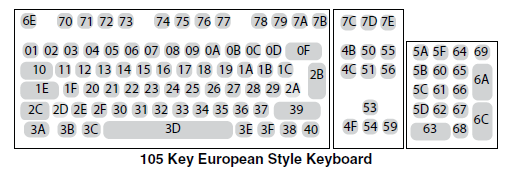 6E 70 71 72 73 74 75 76 77 78 79 7A 7B 7C 7D 7E
01 02 03 04 05 06 07 08 09 0A 0B 0C 0D 0F 4B 50 55 5A 5F 64 69
10 11 12 13 14 15 16 17 18 19 1A 1B 1C 2B 4C 51 56 5B 60 65 6A
1E 1F 20 21 22 23 24 25 26 27 28 29 2A 5C 61 66
2C 2D 2E 2F 30 31 32 33 34 35 36 37 39 53 5D 62 67 6C
3A 3B 3C 3D 3E 3F 38 40 4F 54 59 63 68
105 Key European Style Keyboard